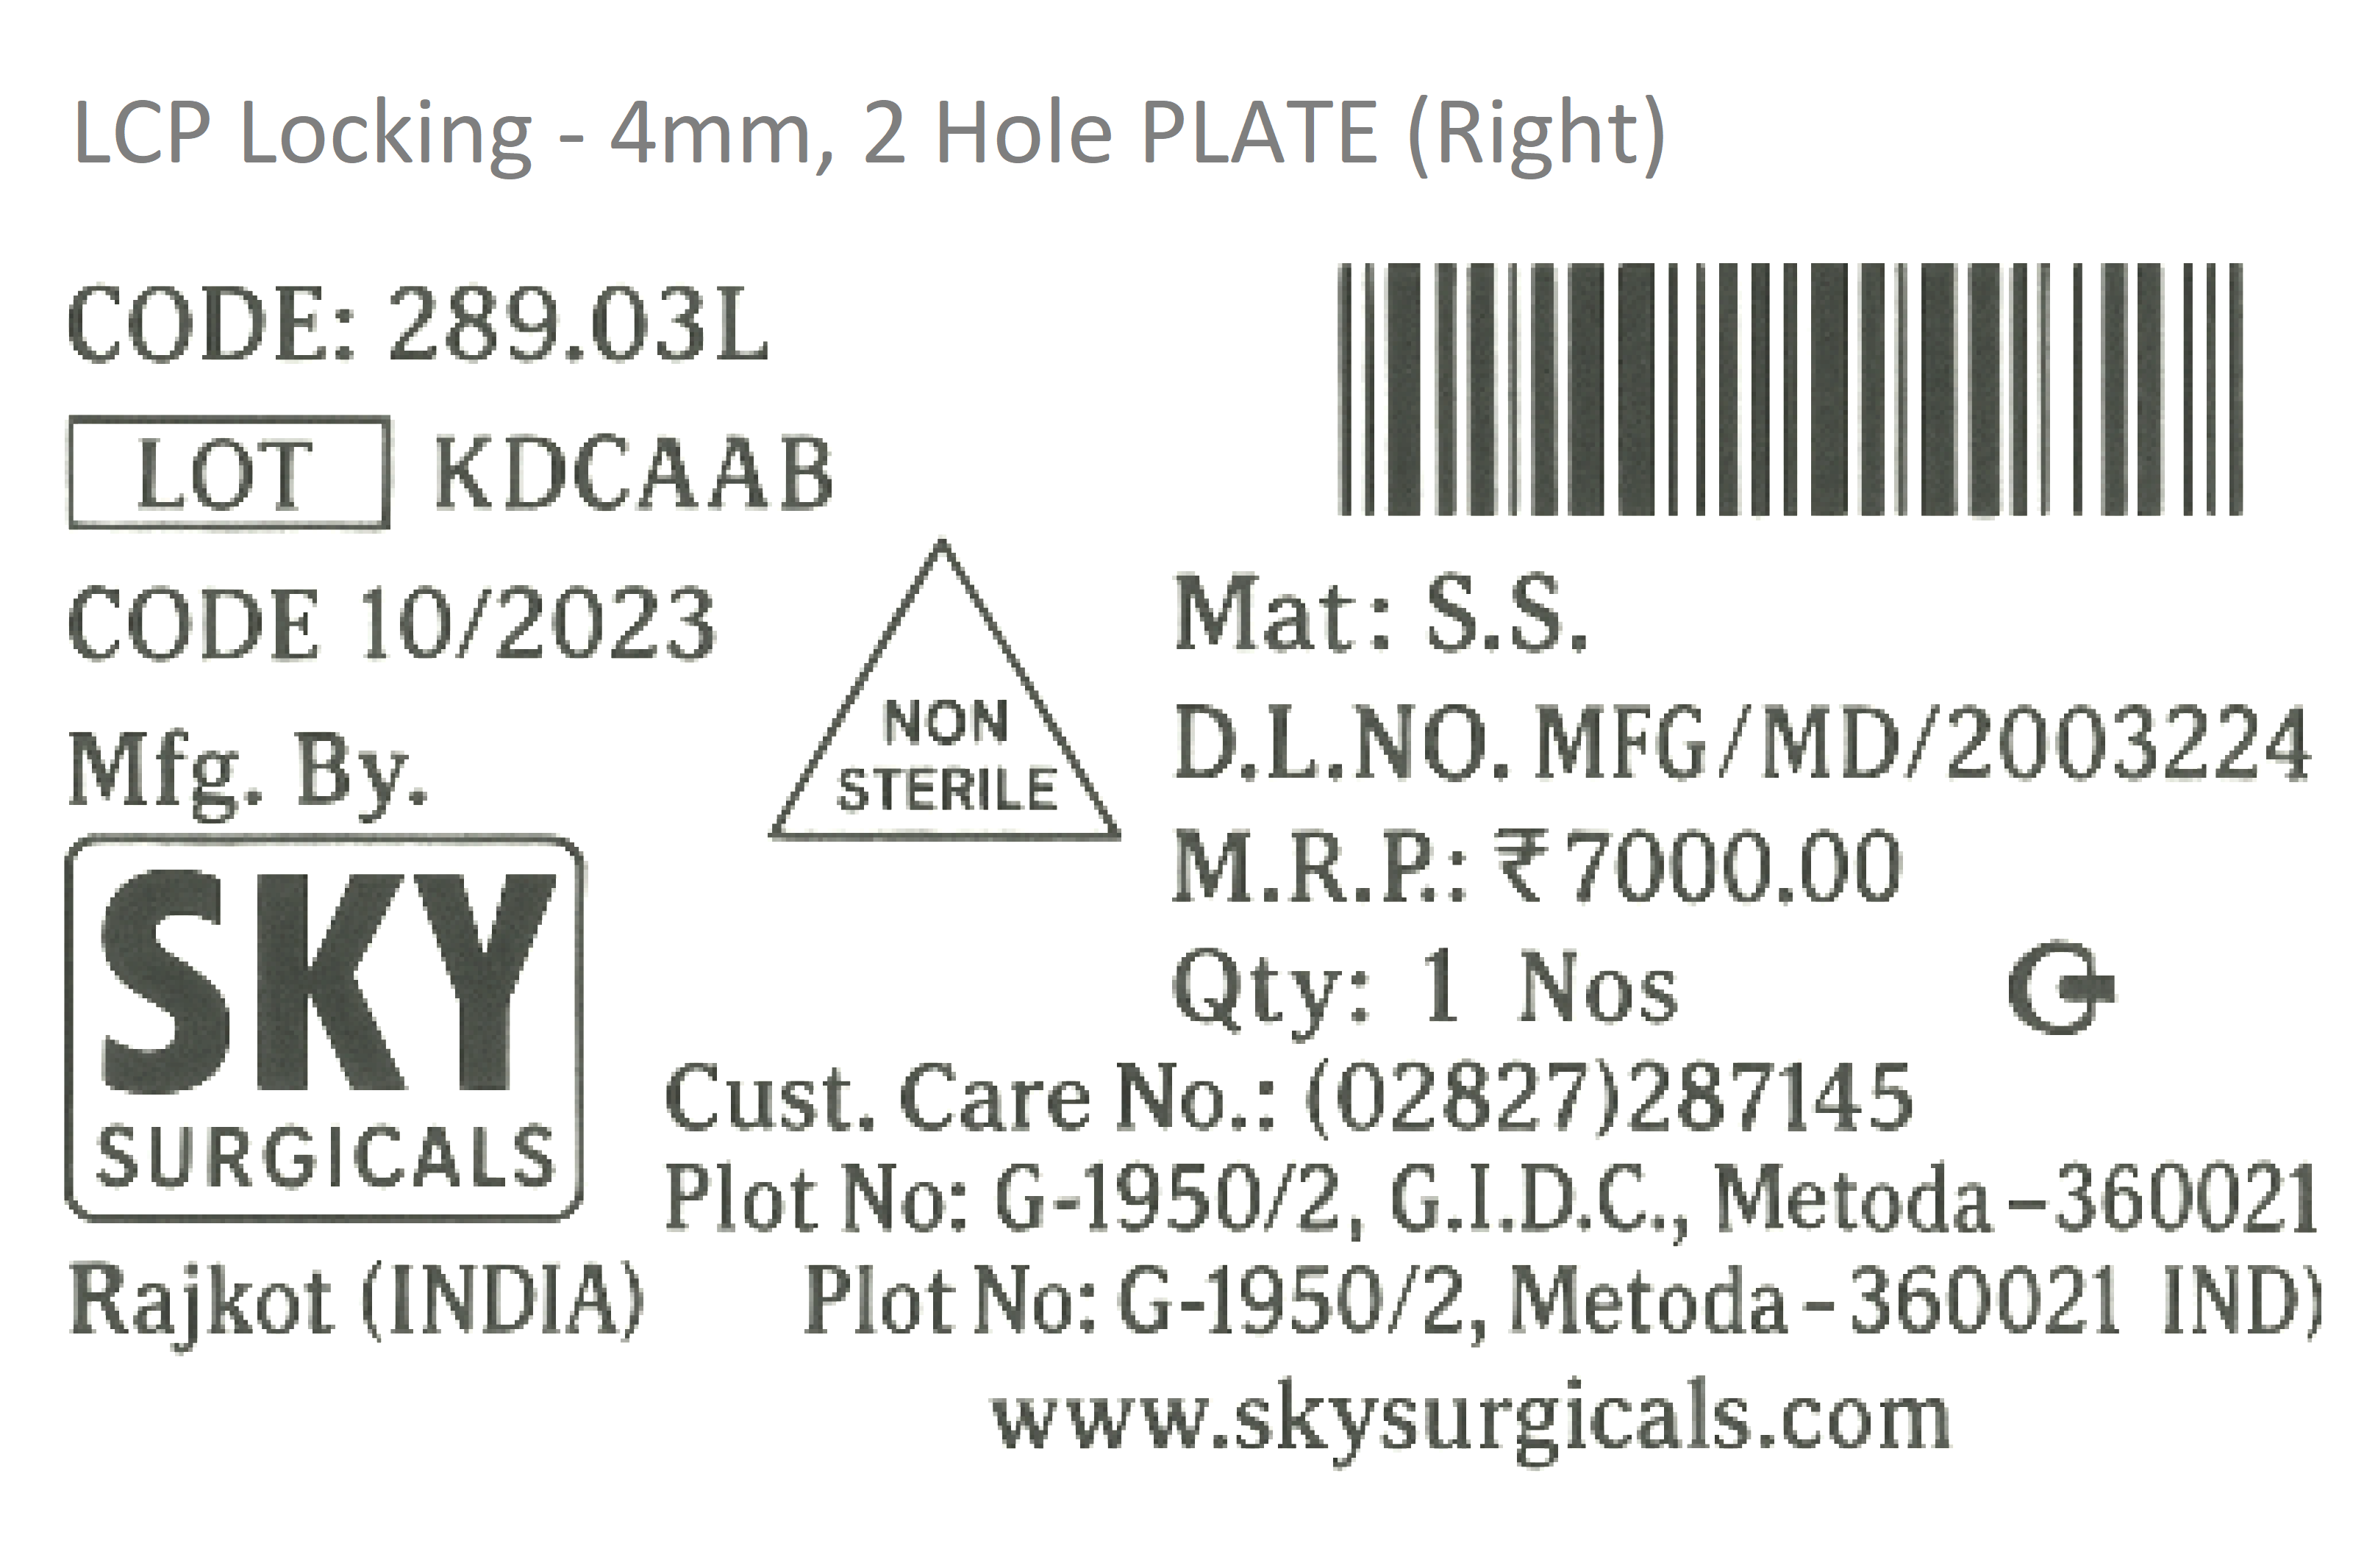 LCP Locking - 4mm, 2 Hole PLATE (Right)
CODE: 289.03L
LOT KDCAAB
CODE 10/2023
Mfg. By.
NON
STERILE
Mat: S.S.
D.L.NO. MFG/MD/2003224
M.R.P.: ₹7000.00
Qty: 1 Nos
SKY
SURGICALS
Cust. Care No.: (02827)287145
Plot No: G-1950/2, G.I.D.C., Metoda-360021
Rajkot (INDIA) Plot No: G-1950/2, Metoda-360021 IND)
www.skysurgicals.com